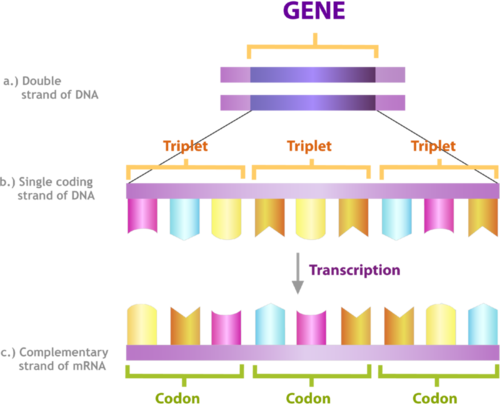 GENE
a.) Double
strand of DNA
Triplet Triplet Triplet
b.) Single coding
strand of DNA
Transcription
c.) Complementary
strand of mRNA
Codon Codon Codon